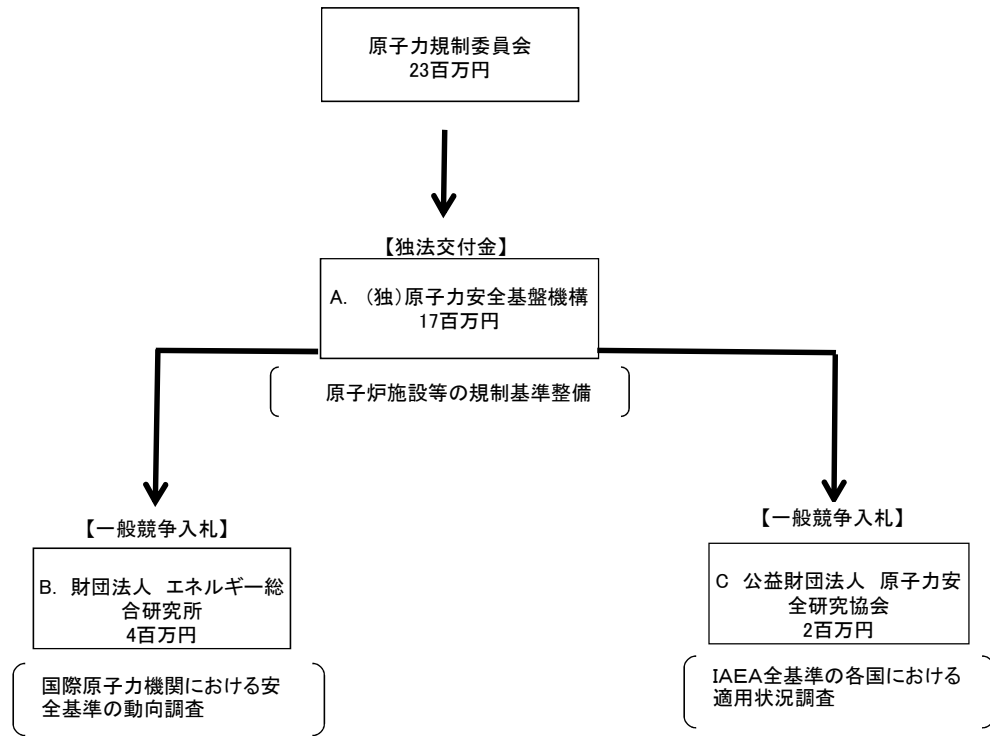 原子力規制委員会
23百万円
【独法交付金】
A. （独）原子力安全基盤機構
17百万円
原子炉施設等の規制基準整備
【一般競争入札】
B. 財団法人　エネルギー総
合研究所
4百万円
国際原子力機関における安
全基準の動向調査
【一般競争入札】
C　公益財団法人　原子力安
全研究協会
2百万円
IAEA全基準の各国における
適用状況調査